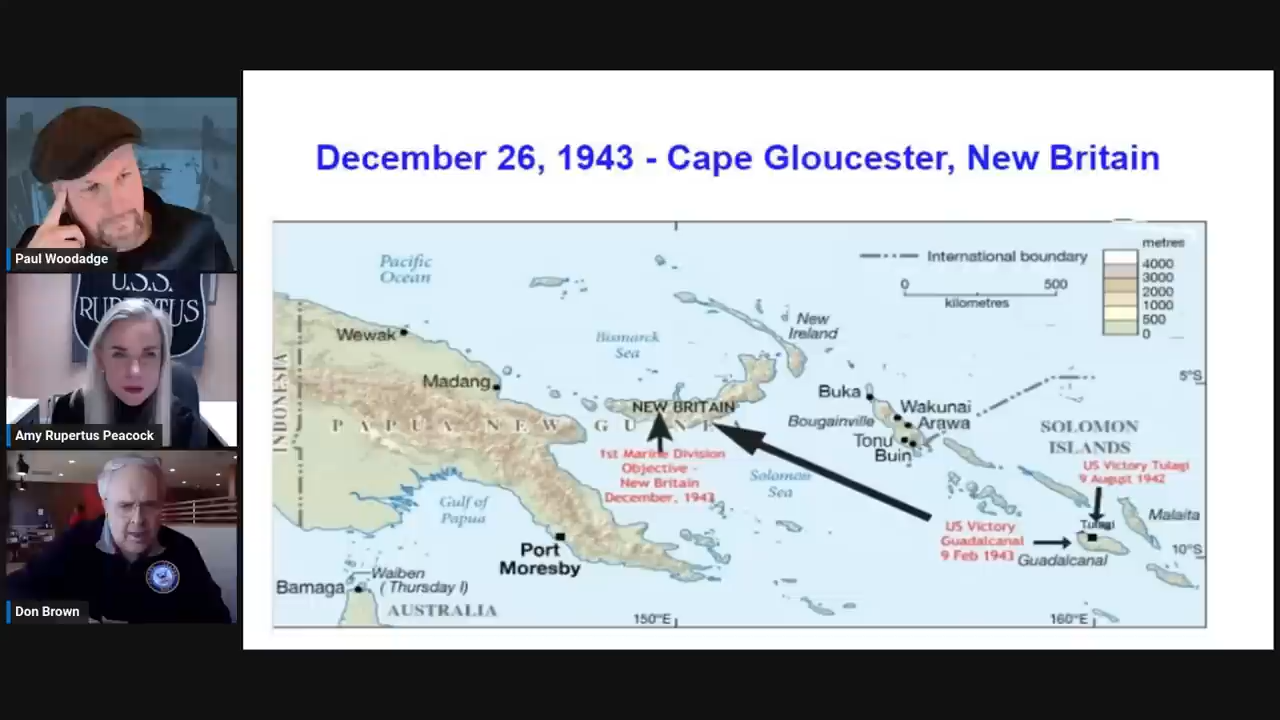 Paul Woodadge
U.S.S.
RUPERTUS
Amy Rupertus Peacock
Don Brown
December 26, 1943 - Cape Gloucester, New Britain
Pacific
Ocean
International boundary
0 500
kilometres
metres
4000
3000
2000
1000
500
0
Wewak
Bismarck
Sea
New
Ireland
Madang
INDONESIA
NEW BRITAIN
PAPUA NEW GUINEA
Buka
Wakunai
Bougainville
Arawa
Tonu
Buin
5°S
SOLOMON
ISLANDS
1st Marine Division
Objective -
New Britain
December, 1943
Solomon
Sea
US Victory Tulagi
9 August 1942
Gulf of
Papua
Tulagi
Malaita
US Victory
Guadalcanal
9 Feb 1943
Guadalcanal
10°S
Port
Moresby
Waiben
(Thursday I)
Bamaga
AUSTRALIA
150°E
160°E